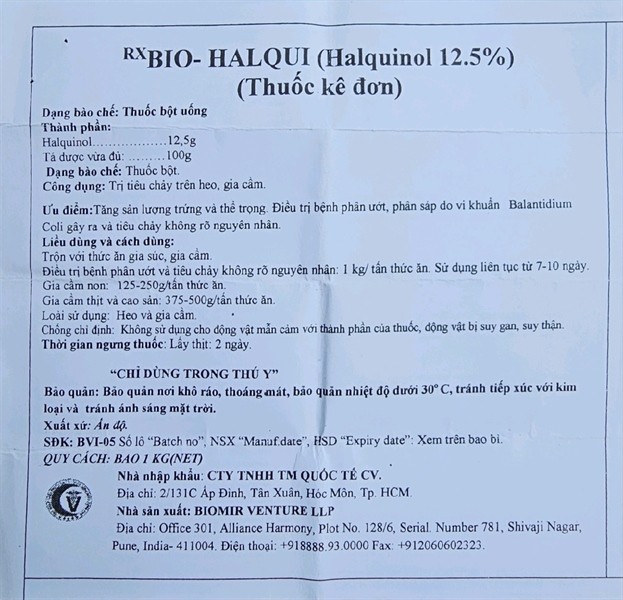 RXBIO- HALQUI (Halquinol 12.5%)
(Thuốc kê đơn)
Dạng bào chế: Thuốc bột uống
Thành phần:
Halquinol..................12,5g
Tá dược vừa đủ: .........100g
Dạng bào chế: Thuốc bột.
Công dụng: Trị tiêu chảy trên heo, gia cầm.
Ưu điểm:Tăng sản lượng trứng và thể trọng. Điều trị bệnh phân ướt, phân sáp do vi khuẩn Balantidium
Coli gây ra và tiêu chảy không rõ nguyên nhân.
Liều dùng và cách dùng:
Trộn với thức ăn gia súc, gia cầm.
Điều trị bệnh phân ướt và tiêu chảy không rõ nguyên nhân: 1 kg/ tấn thức ăn. Sử dụng liên tục từ 7-10 ngày.
Gia cầm non: 125-250g/tấn thức ăn.
Gia cầm thịt và cao sản: 375-500g/tấn thức ăn.
Loài sử dụng: Heo và gia cầm.
Chống chỉ định: Không sử dụng cho động vật mẫn cảm với thành phần của thuốc, động vật bị suy gan, suy thận.
Thời gian ngưng thuốc: Lấy thịt: 2 ngày.
“CHỈ DÙNG TRONG THÚ Y”
Bảo quản: Bảo quản nơi khô ráo, thoáng mát, bảo quản nhiệt độ dưới 30° C, tránh tiếp xúc với kim
loại và tránh ánh sáng mặt trời.
Xuất xứ: Ấn độ.
SĐK: BVI-05 Số lô “Batch no”, NSX “Manuf.date”, HSD “Expiry date”: Xem trên bao bì.
QUY CÁCH: BAO 1 KG(NET)
Nhà nhập khẩu: CTY TNHH TM QUỐC TẾ CV.
Địa chỉ: 2/131C Ấp Đình, Tân Xuân, Hóc Môn, Tp. HCM.
Nhà sản xuất: BIOMIR VENTURE LLP
Địa chỉ: Office 301, Alliance Harmony, Plot No. 128/6, Serial. Number 781, Shivaji Nagar,
Pune, India- 411004. Điện thoại: +918888.93.0000 Fax: +912060602323.